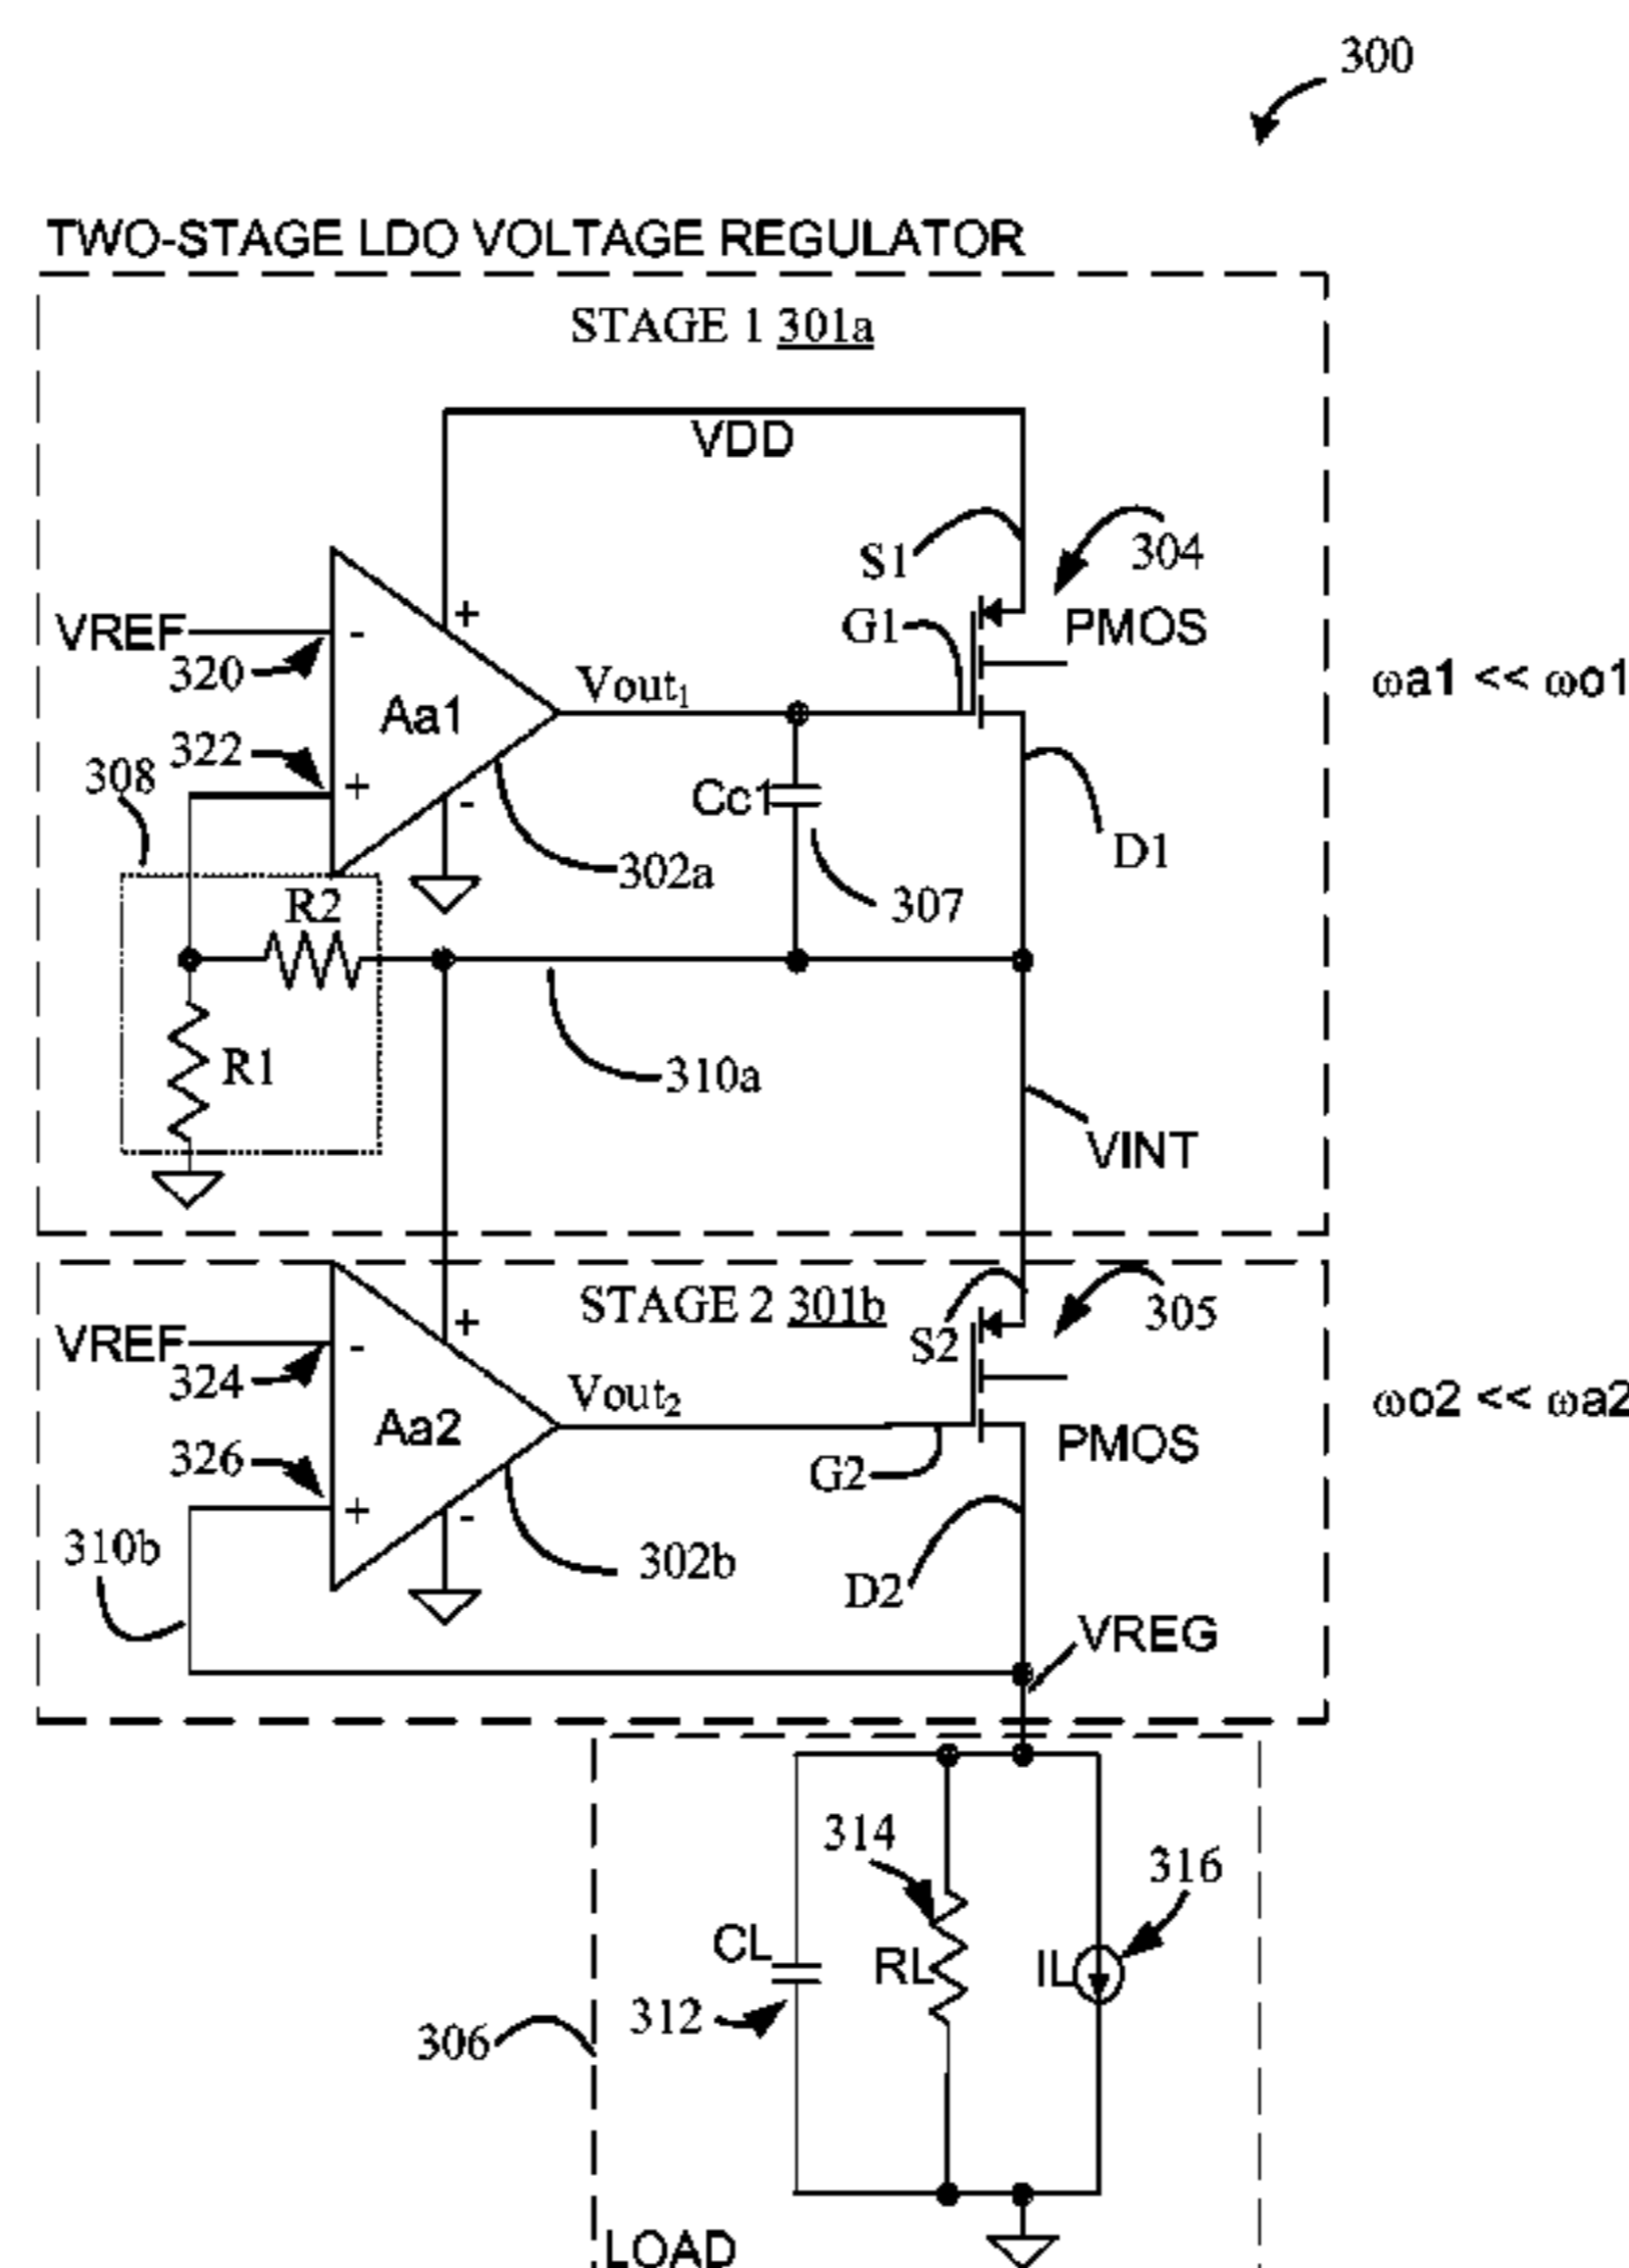 300
TWO-STAGE LDO VOLTAGE REGULATOR
STAGE 1 301a
VDD
S1
304
G1
PMOS
VREF
-
+
320
Vout₁
ωa1 << ωo1
Aa1
322
308
+
-
Cc1
D1
302a
307
R2
R1
310a
VINT
STAGE 2 301b
+
S2
305
VREF
-
324
Vout₂
ωo2 << ωa2
Aa2
326
G2
PMOS
+
-
310b
302b
D2
VREG
314
316
CL
RL
IL
312
306
LOAD